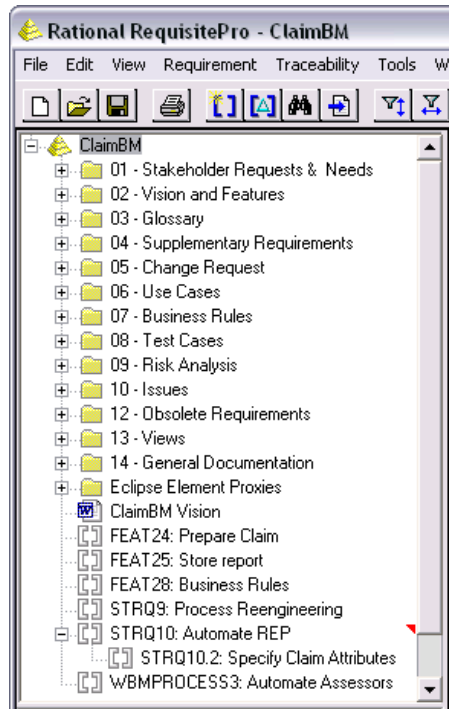 Rational RequisitePro - ClaimBM
File Edit View Requirement Traceability Tools W
ClaimBM
01 - Stakeholder Requests & Needs
02 - Vision and Features
03 - Glossary
04 - Supplementary Requirements
05 - Change Request
06 - Use Cases
07 - Business Rules
08 - Test Cases
09 - Risk Analysis
10 - Issues
12 - Obsolete Requirements
13 - Views
14 - General Documentation
Eclipse Element Proxies
ClaimBM Vision
FEAT24: Prepare Claim
FEAT25: Store report
FEAT28: Business Rules
STRQ9: Process Reengineering
STRQ10: Automate REP
STRQ10.2: Specify Claim Attributes
WBMPROCESS3: Automate Assessors